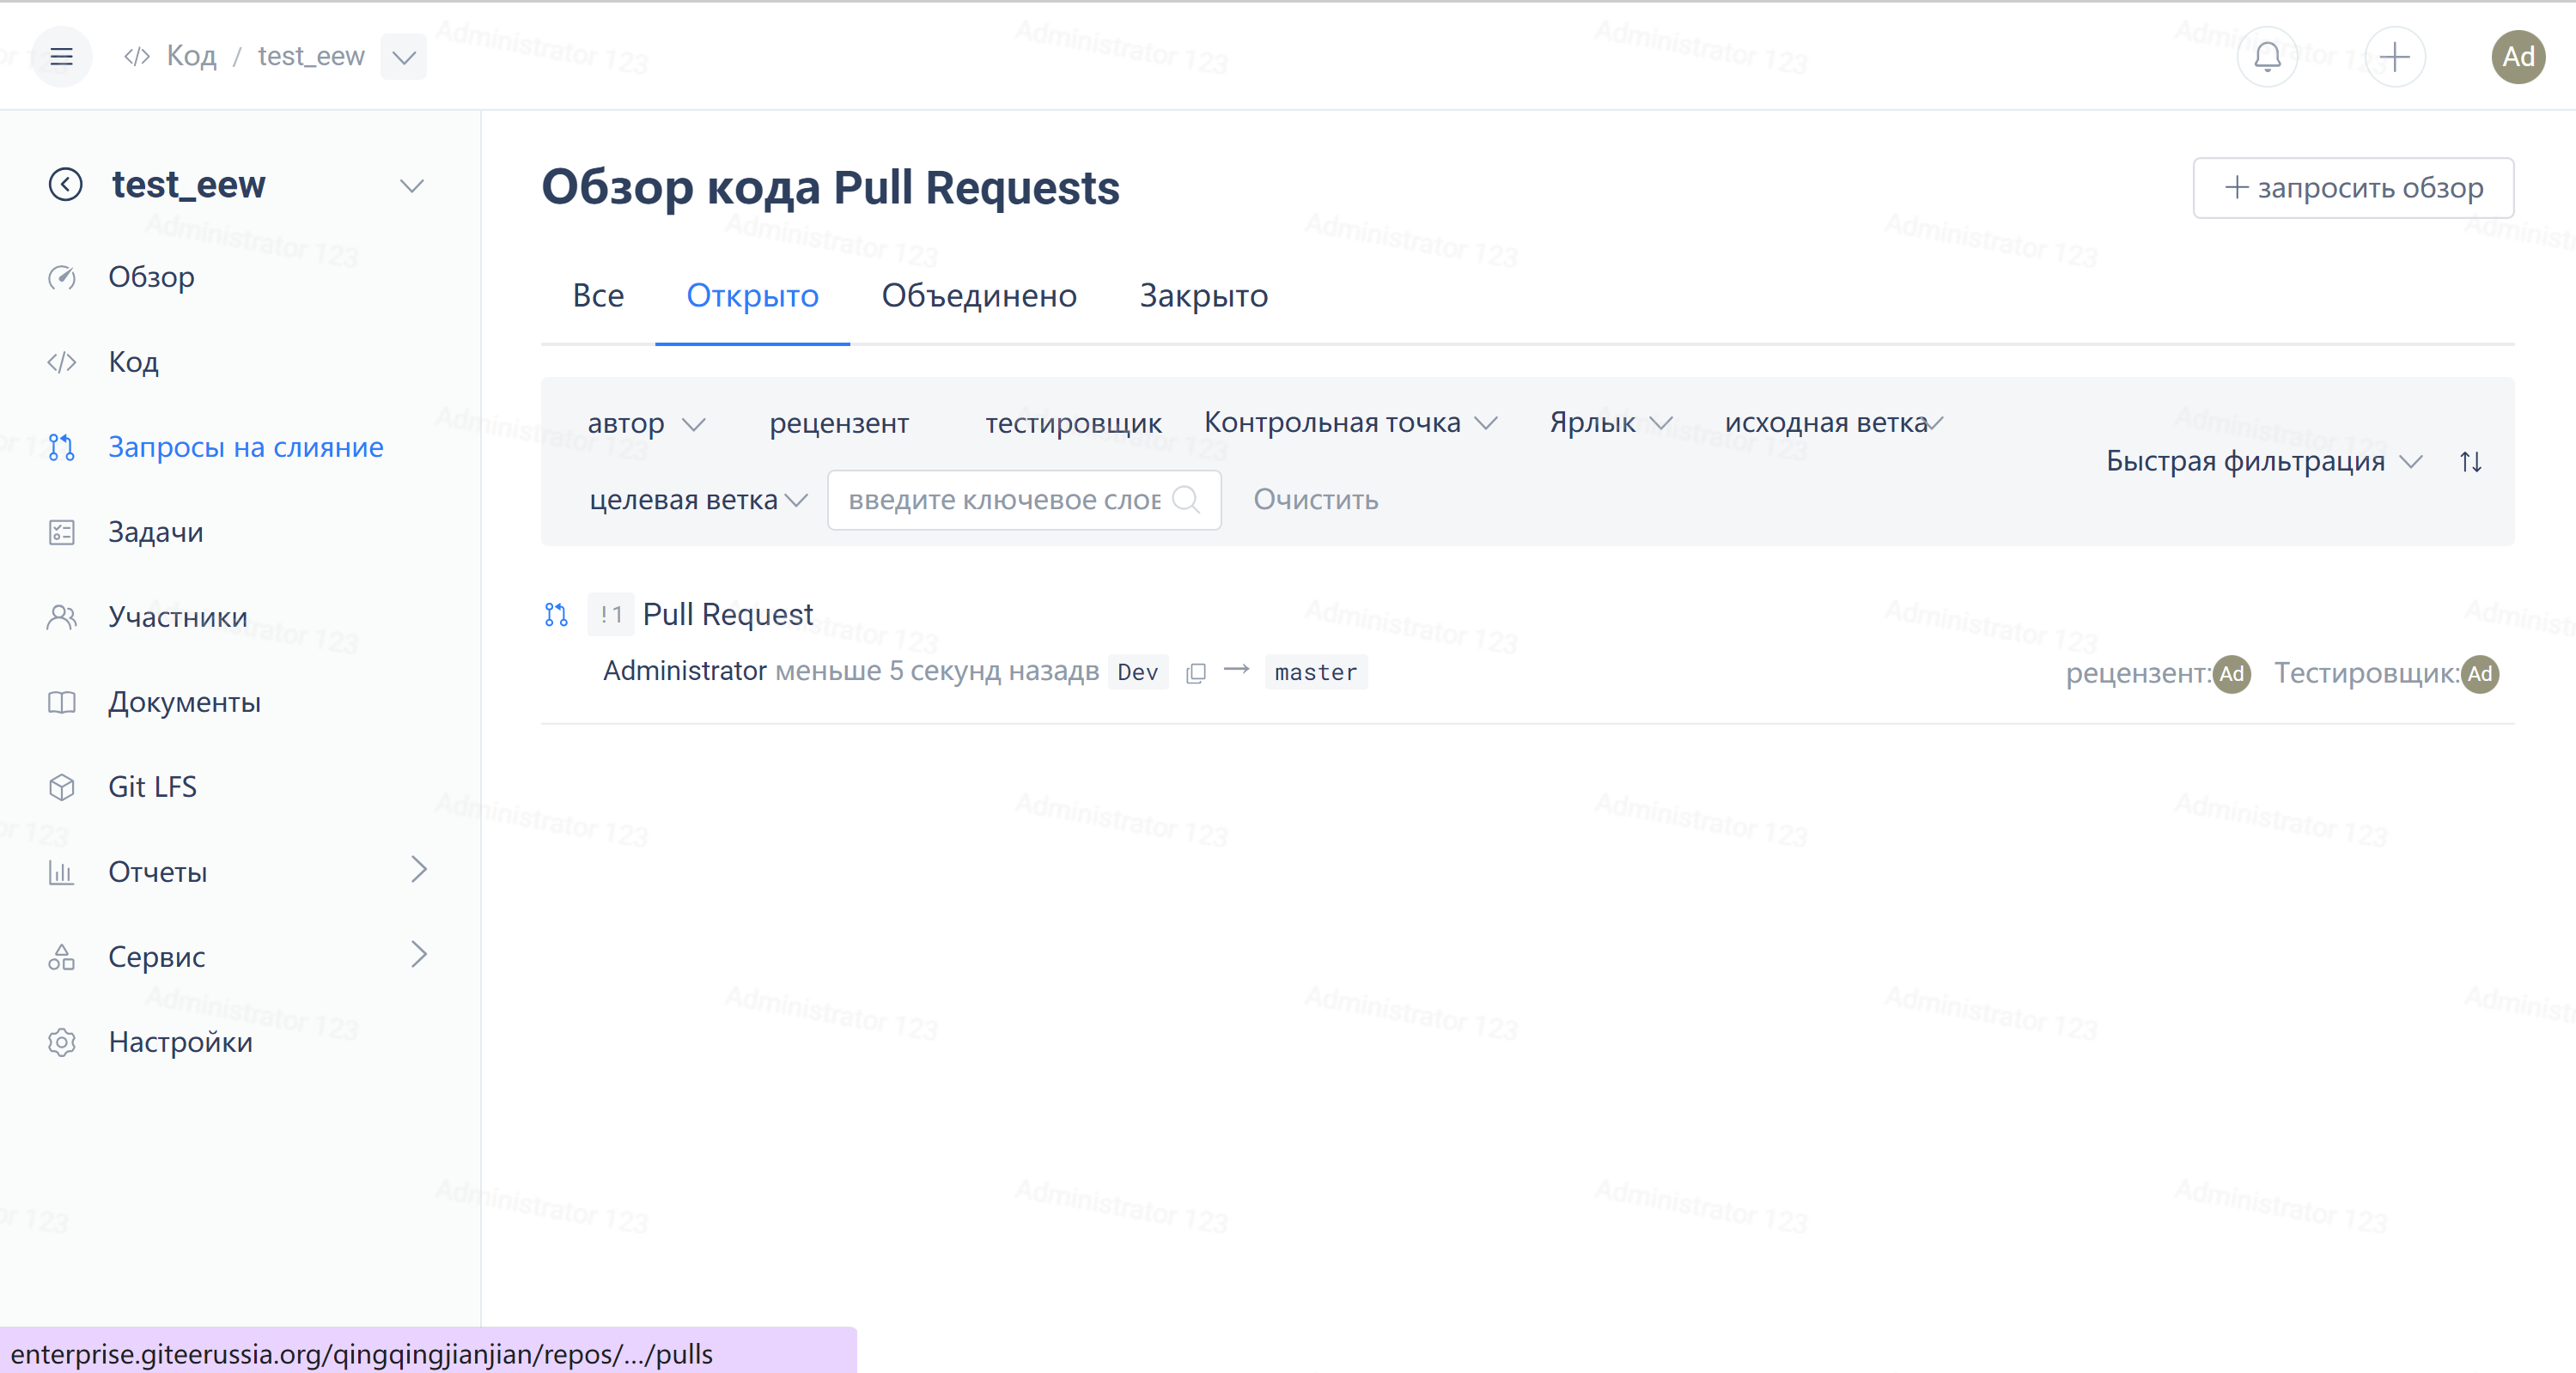 Код / test_eew
Ad
test_eew
Обзор
Код
Запросы на слияние
Задачи
Участники
Документы
Git LFS
Отчеты
Сервис
Настройки
Обзор кода Pull Requests
запросить обзор
Все Открыто Объединено Закрыто
автор рецензент тестировщик Контрольная точка Ярлык исходная ветка
целевая ветка введите ключевое слов Очистить
Быстрая фильтрация
!1 Pull Request
Administrator меньше 5 секунд назадв Dev → master
рецензент: Ad Тестировщик: Ad
enterprise.giteerussia.org/qingqingjianjian/repos/.../pulls
Administrator 123